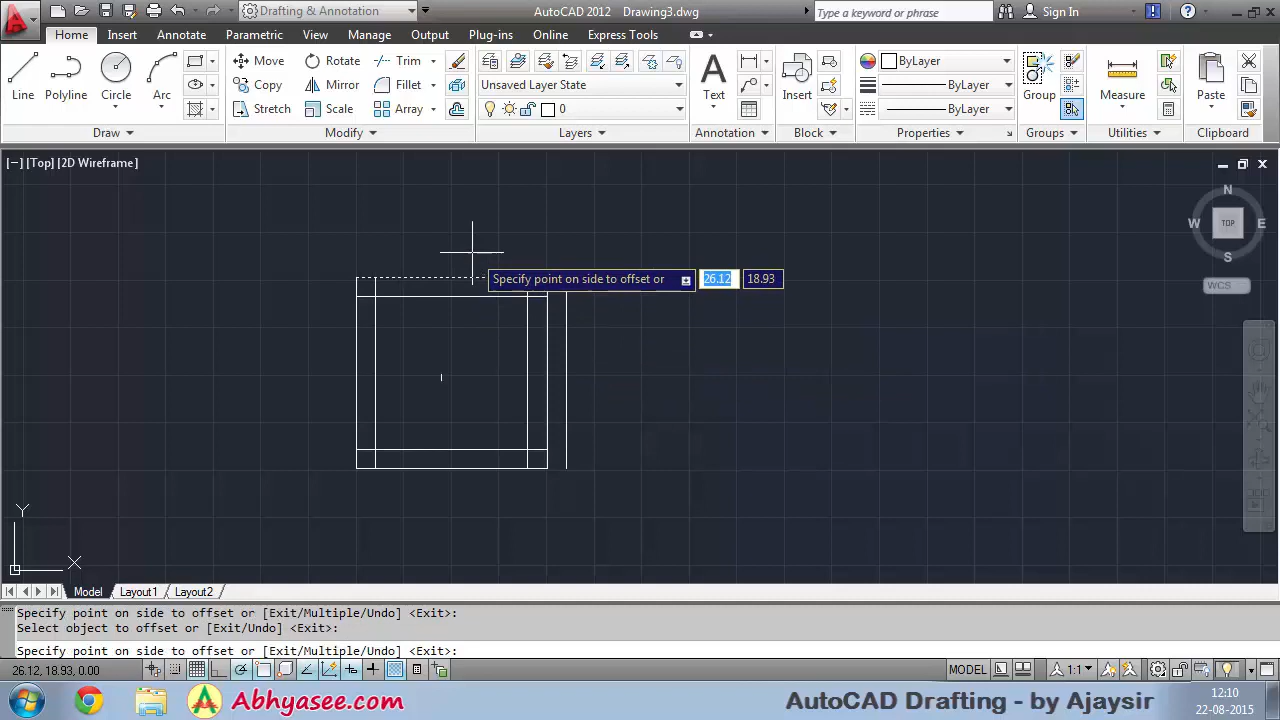 Drafting & Annotation
AutoCAD 2012 Drawing3.dwg
Type a keyword or phrase
Sign In
Home Insert Annotate Parametric View Manage Output Plug-ins Online Express Tools
Line Polyline Circle Arc
Move Rotate Trim
Copy Mirror Fillet
Stretch Scale Array
Unsaved Layer State
0
Text
Insert
ByLayer
ByLayer
ByLayer
Group
Measure
Paste
Draw Modify Layers Annotation Block Properties Groups Utilities Clipboard
[−] [Top] [2D Wireframe]
N
W TOP E
S
WCS
Specify point on side to offset or 26.12 18.93
Y
X
Model Layout1 Layout2
Specify point on side to offset or [Exit/Multiple/Undo] <Exit>:
Select object to offset or [Exit/Undo] <Exit>:
Specify point on side to offset or [Exit/Multiple/Undo] <Exit>:
26.12, 18.93, 0.00
MODEL
1:1
Abhyasee.com
AutoCAD Drafting - by Ajaysir
12:10
22-08-2015